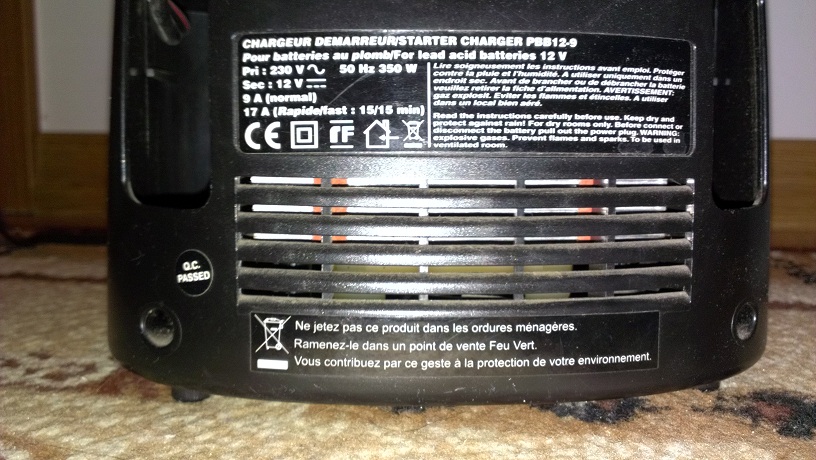 CHARGEUR DEMARREUR/STARTER CHARGER PBB12-9
Pour batteries au plomb/For lead acid batteries 12 V
Pri : 230 V 50 Hz 350 W
Sec : 12 V
9 A (normal)
17 A (Rapide/fast : 15/15 min)
CE rF
Lire soigneusement les instructions avant emploi. Protéger
contre la pluie et l'humidité. A utiliser uniquement dans un
endroit sec. Avant de brancher ou de débrancher la batterie
veuillez retirer la fiche d'alimentation. AVERTISSEMENT:
gaz explosif. Eviter les flammes et étincelles. A utiliser
dans un local bien aéré.
Read the instructions carefully before use. Keep dry and
protect against rain! For dry rooms only. Before connect or
disconnect the battery pull out the power plug. WARNING:
explosive gases. Prevent flames and sparks. To be used in
ventilated room.
Q.C.
PASSED
Ne jetez pas ce produit dans les ordures ménagères.
Ramenez-le dans un point de vente Feu Vert.
Vous contribuez par ce geste à la protection de votre environnement.